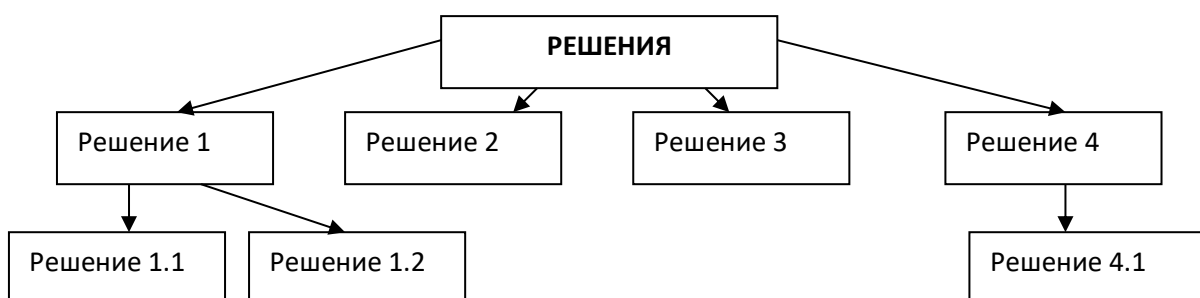 РЕШЕНИЯ
Решение 1
Решение 2
Решение 3
Решение 4
Решение 1.1
Решение 1.2
Решение 4.1